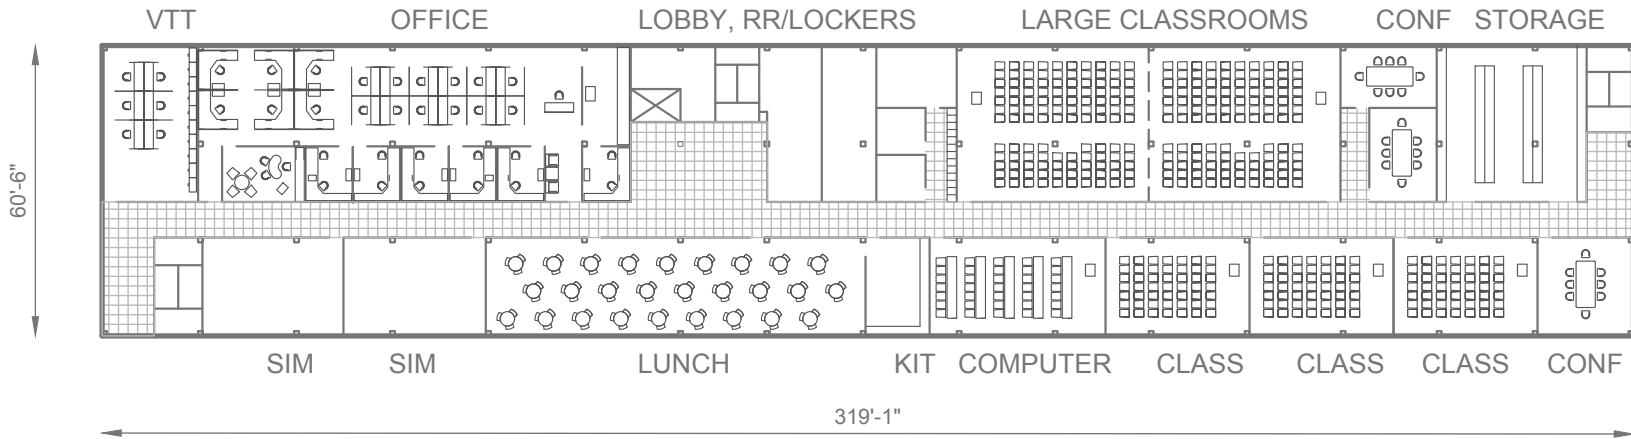 VTT OFFICE LOBBY, RR/LOCKERS LARGE CLASSROOMS CONF STORAGE
60'-6"
SIM SIM LUNCH KIT COMPUTER CLASS CLASS CLASS CONF
319'-1"